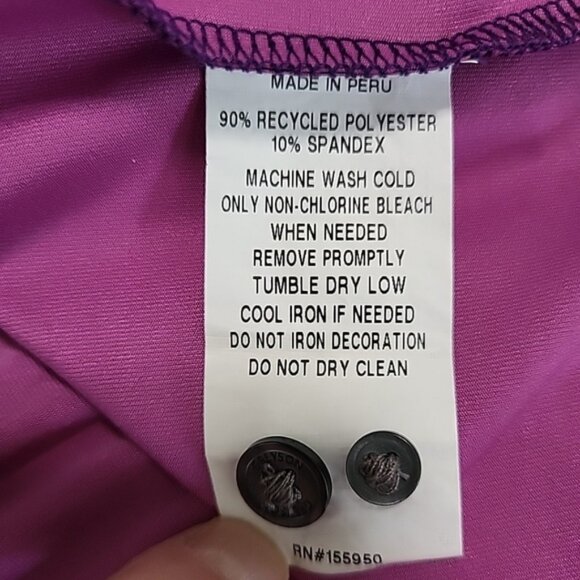 MADE IN PERU
90% RECYCLED POLYESTER
10% SPANDEX
MACHINE WASH COLD
ONLY NON-CHLORINE BLEACH
WHEN NEEDED
REMOVE PROMPTLY
TUMBLE DRY LOW
COOL IRON IF NEEDED
DO NOT IRON DECORATION
DO NOT DRY CLEAN
RN#155950